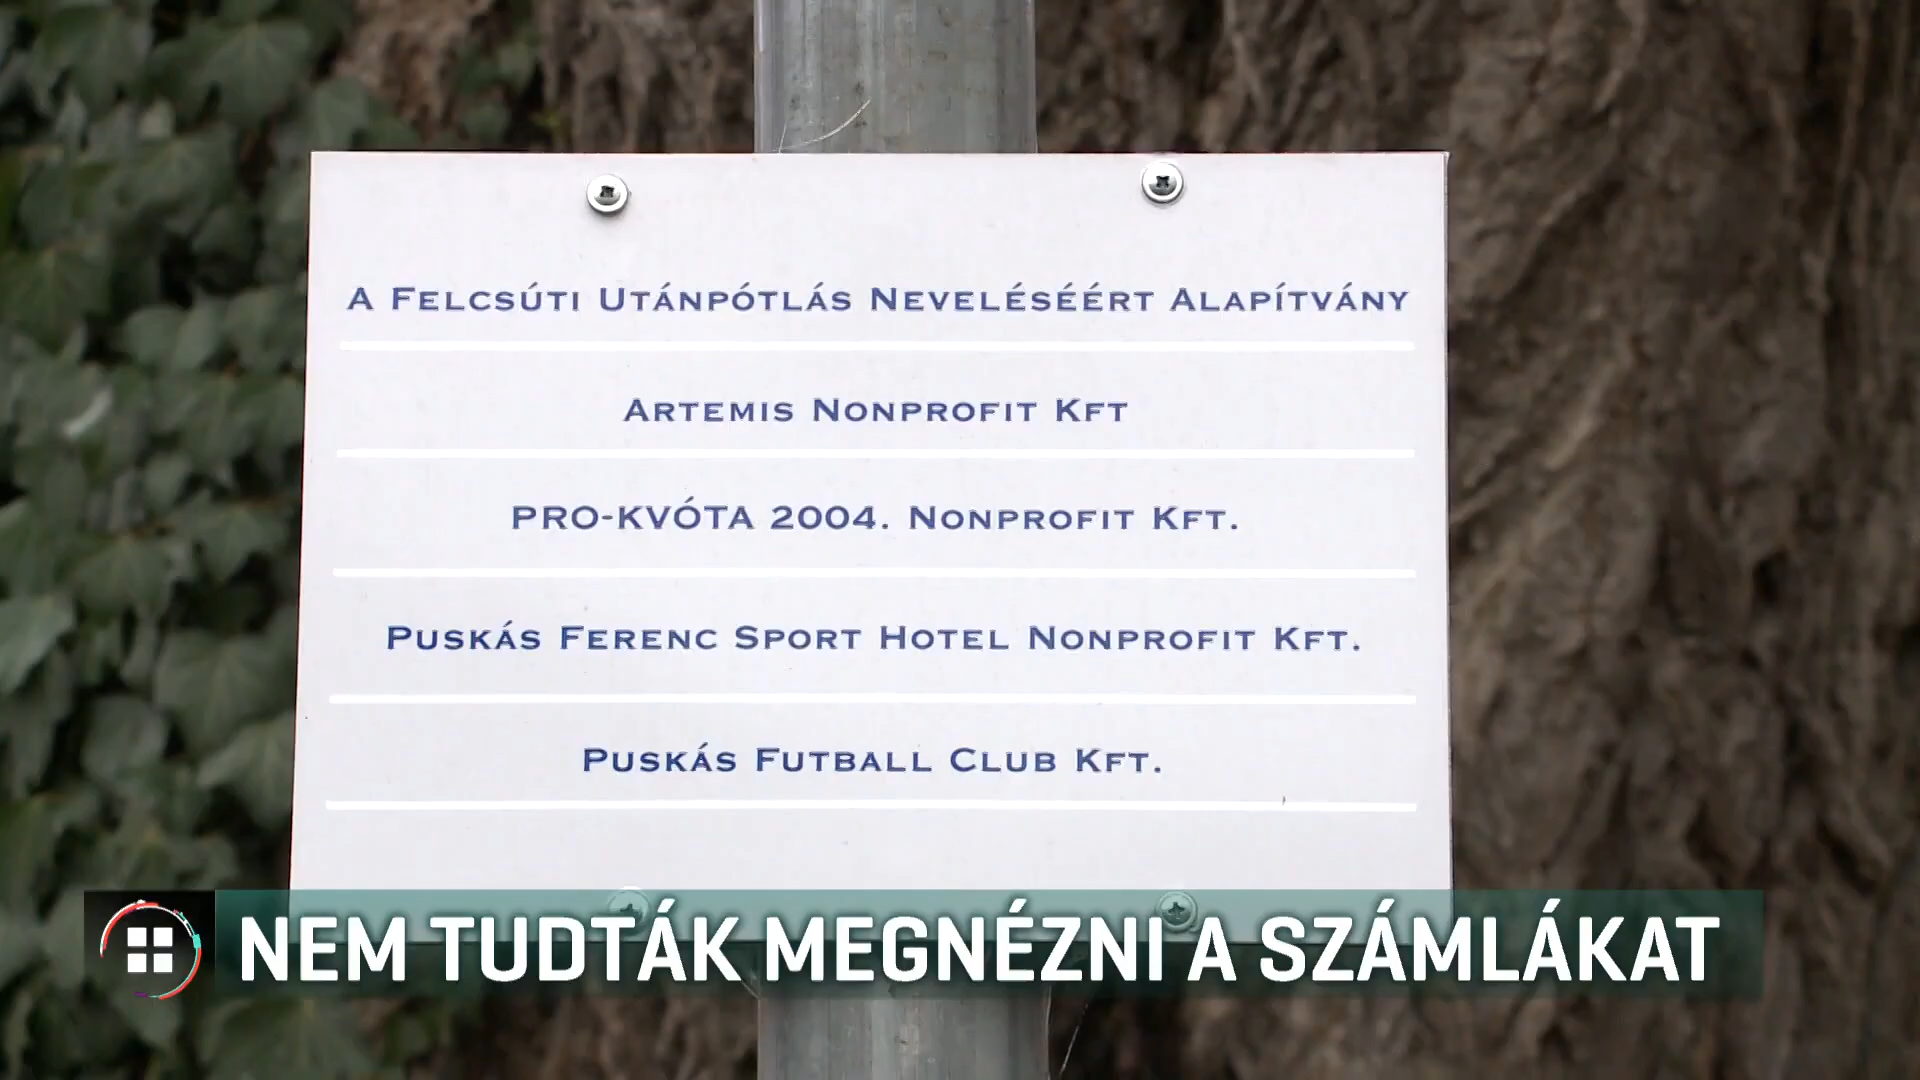 A Felcsúti Utánpótlás Neveléséért Alapítvány
Artemis Nonprofit Kft
PRO-KVÓTA 2004. Nonprofit Kft.
Puskás Ferenc Sport Hotel Nonprofit Kft.
Puskás Futball Club Kft.
NEM TUDTÁK MEGNÉZNI A SZÁMLÁKAT